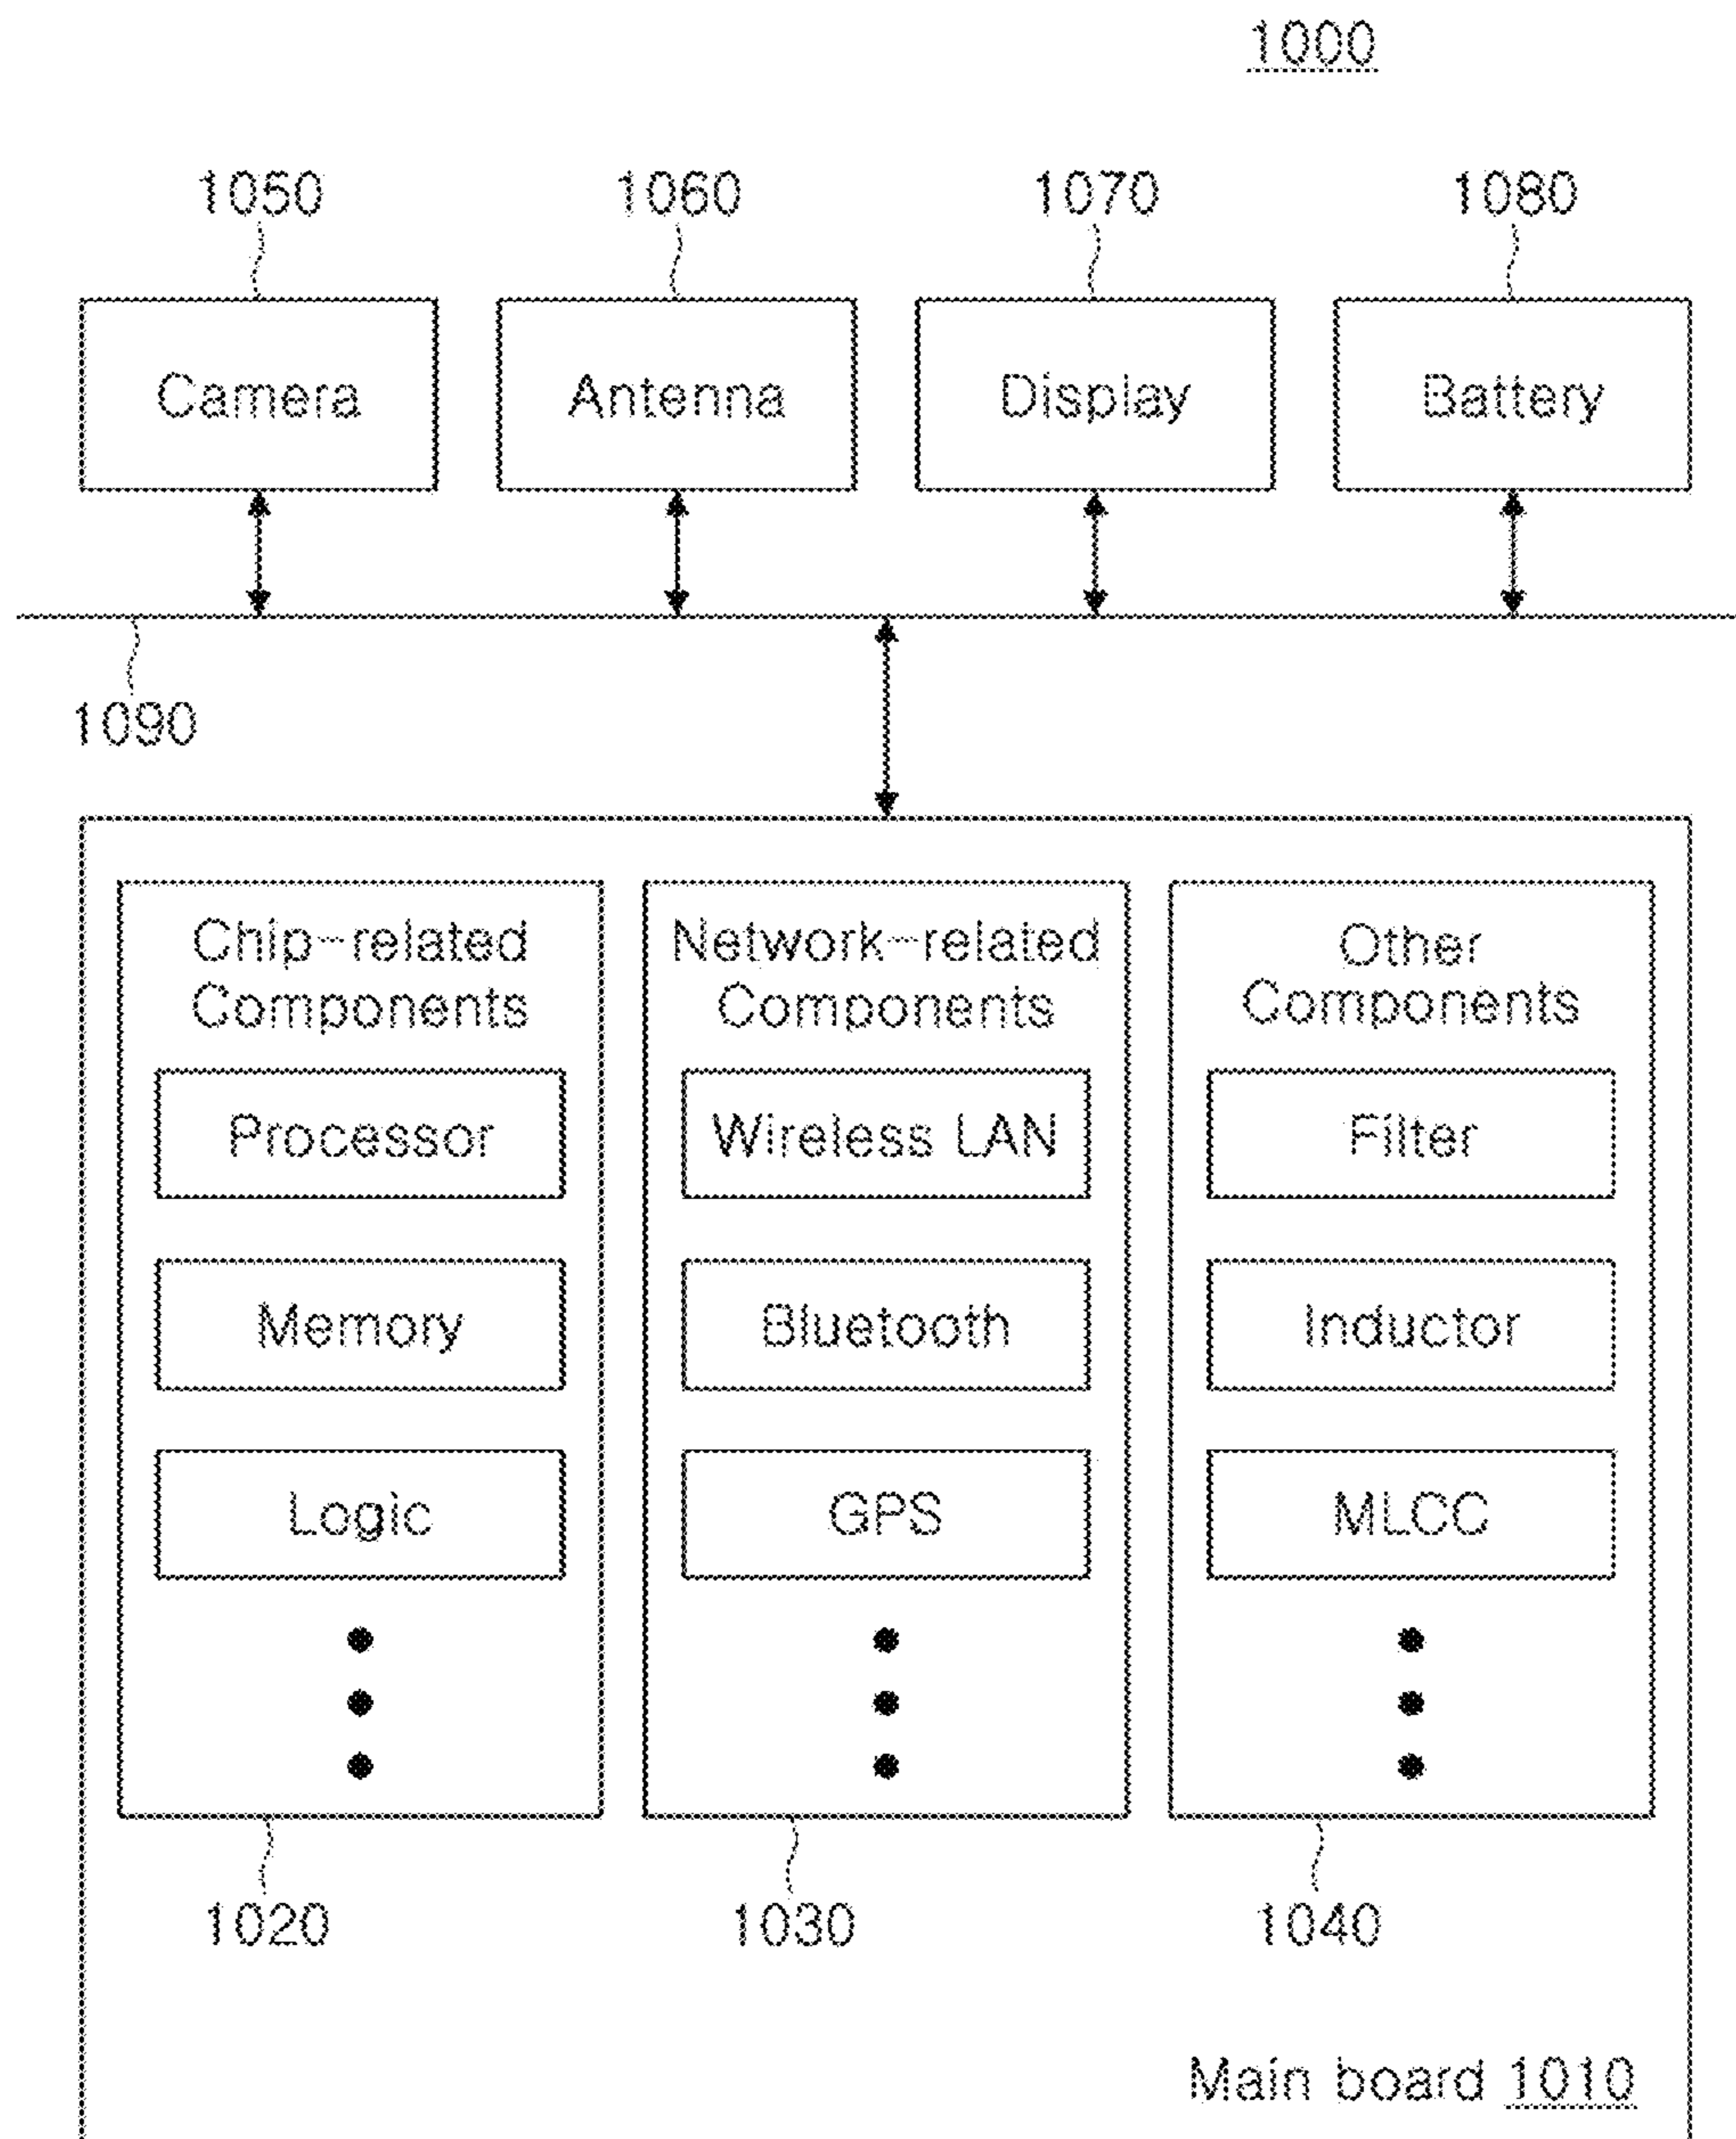 1000
1050
1060
1070
1080
Camera
Antenna
Display
Battery
1090
Chip-related
Components
Processor
Memory
Logic
1020
Network-related
Components
Wireless LAN
Bluetooth
GPS
1030
Other
Components
Filter
Inductor
MLCC
1040
Main board 1010